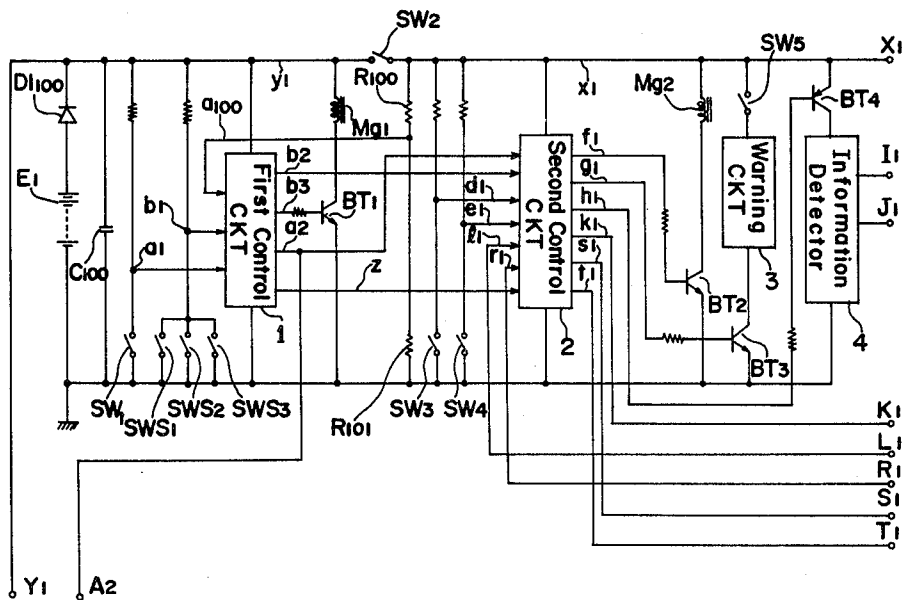 SW2
X1
SW5
DI100
y1
R100
x1
Mg2
BT4
a100
Mg1
E1
b2
f1
I1
b3
g1
BT1
d1
h1
b1
a2
e1
k1
J1
C100
a1
l1
s1
r1
t1
z
First Control CKT
Second Control CKT
Warning CKT
Information Detector
1
2
3
4
BT2
BT3
SW1
SWS1
SWS2
SWS3
R101
SW3
SW4
K1
L1
R1
S1
T1
Y1
A2